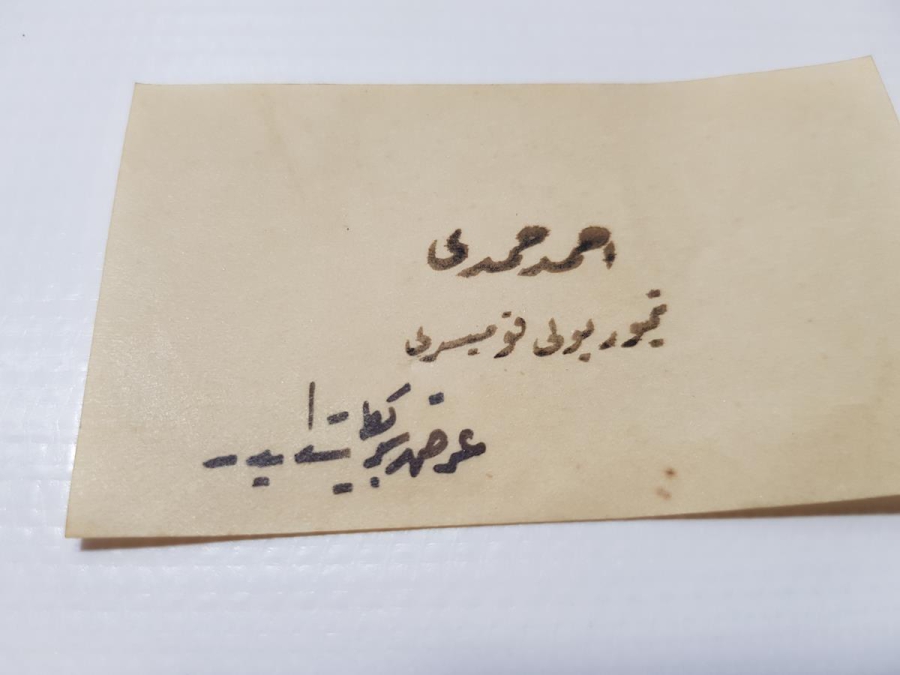 احمد حمدی
تیمور یولی قومیسری
عرض تبریکات